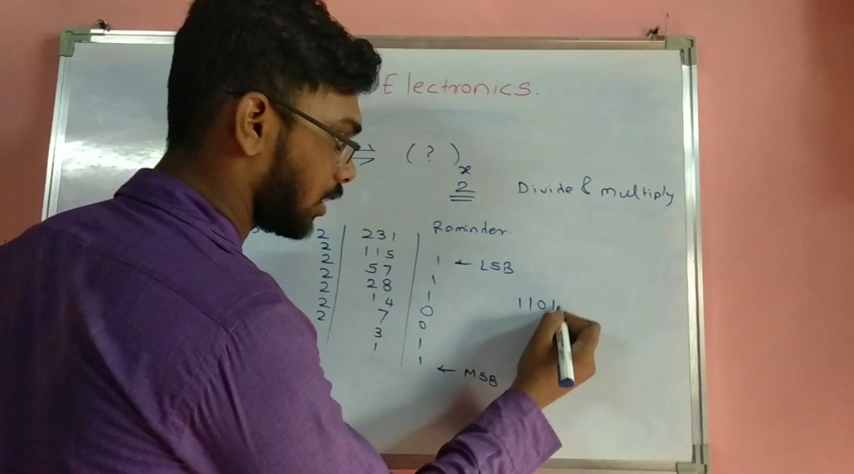 Electronics.
⇒ ( ? )x
2
Divide & multiply
2 231 Reminder
2 115 1 ← LSB
2 57 1
2 28 1
2 14 0
2 7 0
2 3 1
1 1 ← MSB
1101